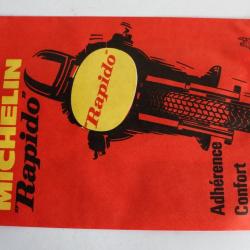 MICHELIN
"Rapido"
"Rapido"
Adhérence
Confort